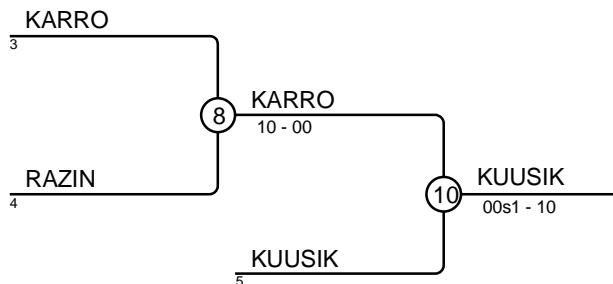 KARRO
3
8
KARRO
10 - 00
RAZIN
4
10
KUUSIK
00s1 - 10
KUUSIK
5